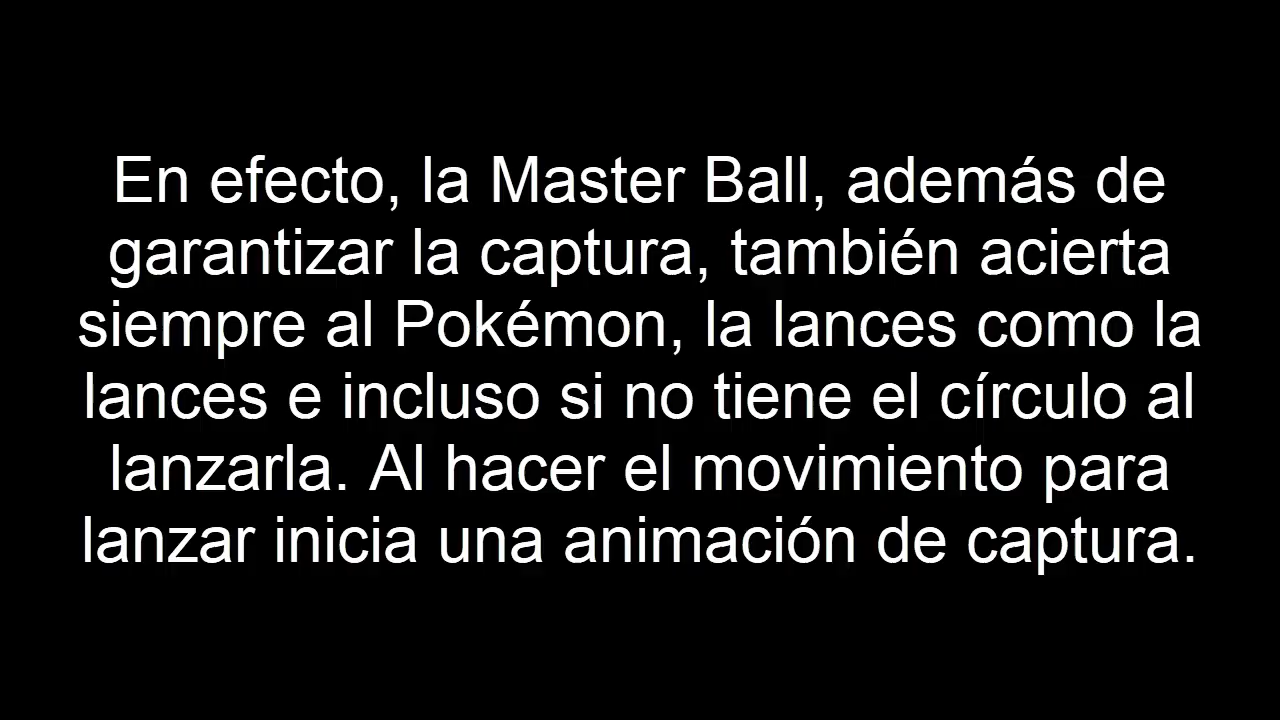 En efecto, la Master Ball, además de
garantizar la captura, también acierta
siempre al Pokémon, la lances como la
lances e incluso si no tiene el círculo al
lanzarla. Al hacer el movimiento para
lanzar inicia una animación de captura.